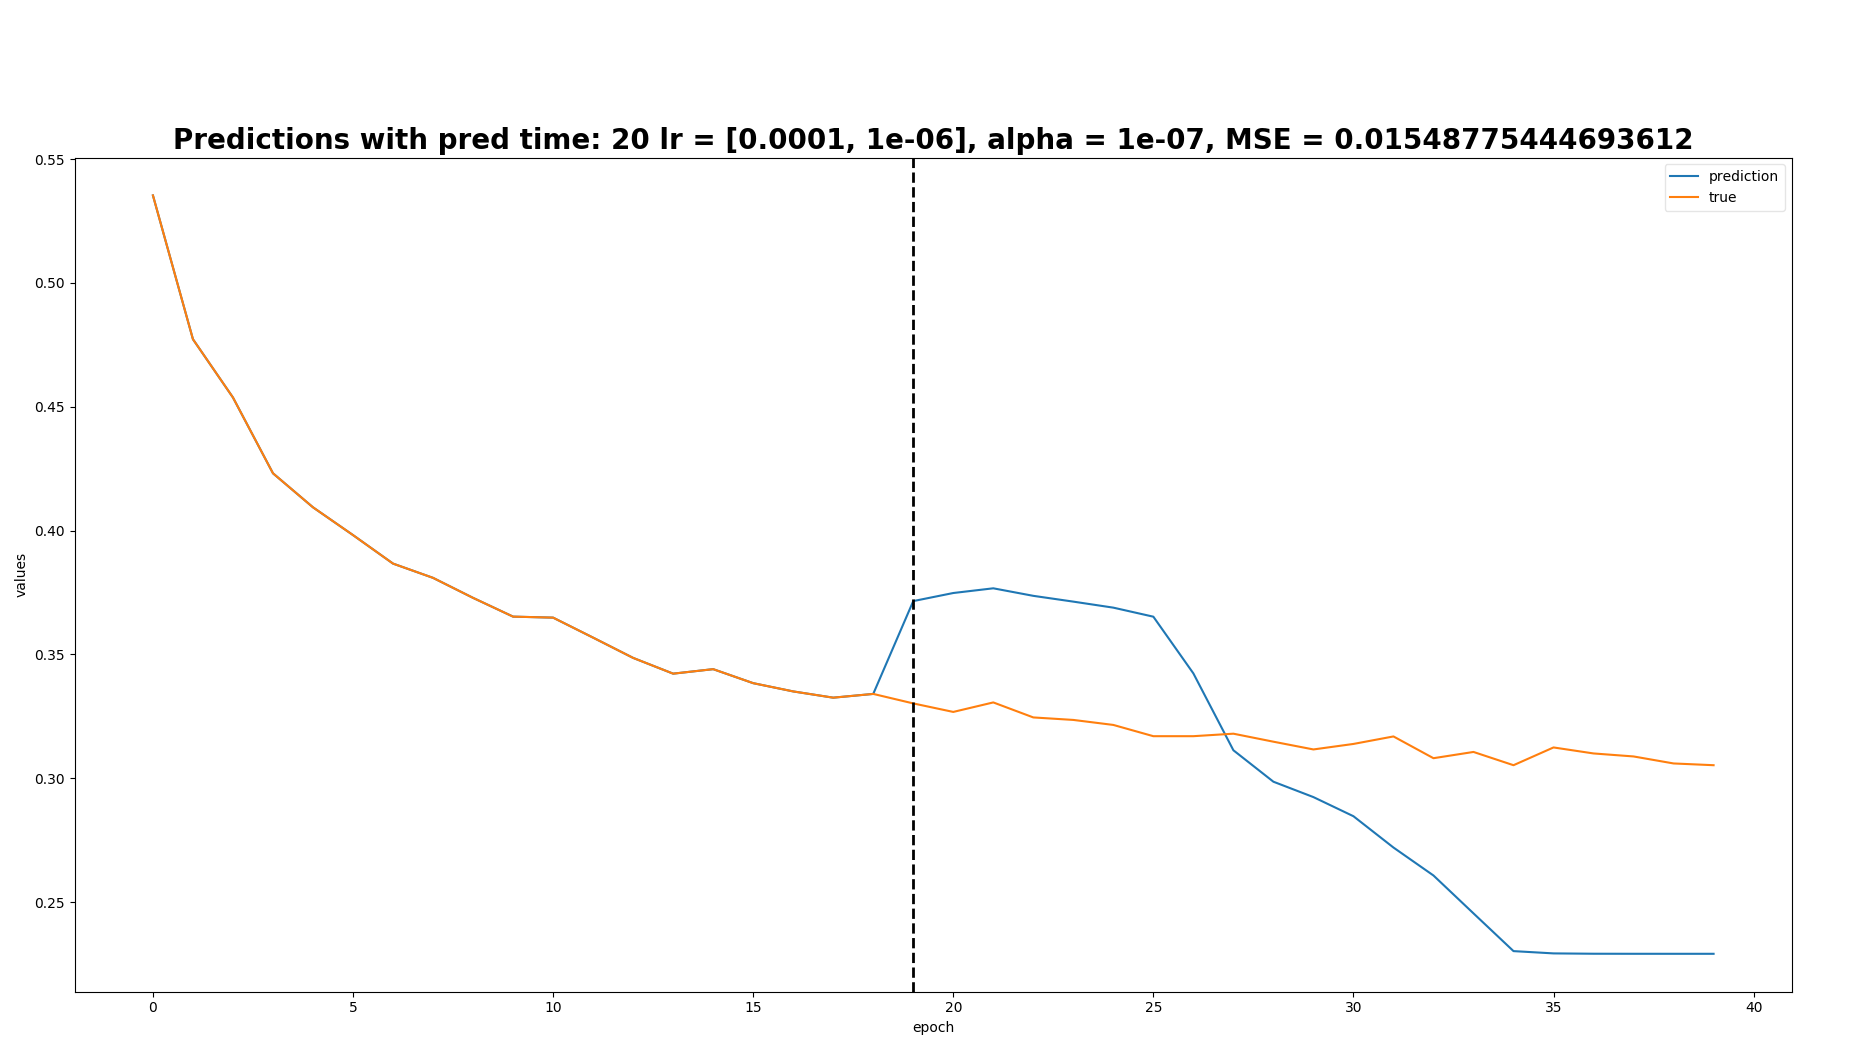 Predictions with pred time: 20 lr = [0.0001, 1e-06], alpha = 1e-07, MSE = 0.01548775444693612
prediction
true
values
0.55
0.50
0.45
0.40
0.35
0.30
0.25
0 5 10 15 20 25 30 35 40
epoch